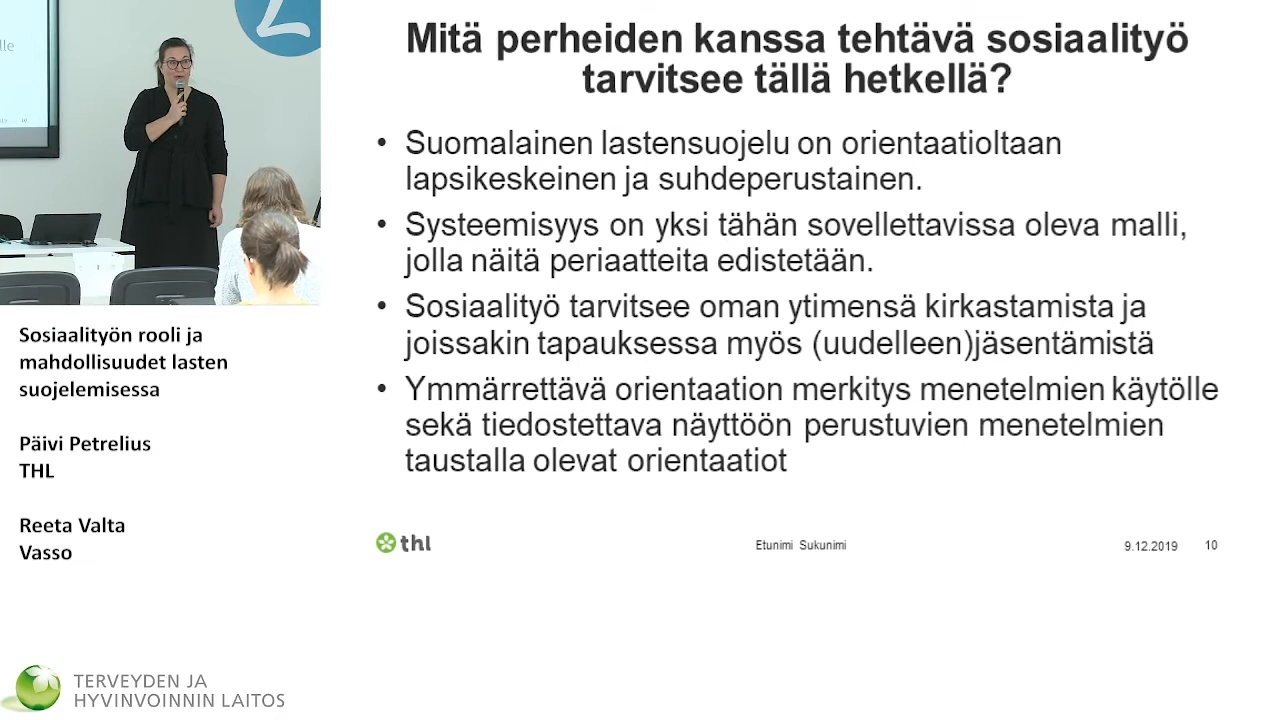 lle
Mitä perheiden kanssa tehtävä sosiaalityö
tarvitsee tällä hetkellä?
• Suomalainen lastensuojelu on orientaatioltaan
lapsikeskeinen ja suhdeperustainen.
• Systeemisyys on yksi tähän sovellettavissa oleva malli,
jolla näitä periaatteita edistetään.
• Sosiaalityö tarvitsee oman ytimensä kirkastamista ja
joissakin tapauksessa myös (uudelleen)jäsentämistä
• Ymmärrettävä orientaation merkitys menetelmien käytölle
sekä tiedostettava näyttöön perustuvien menetelmien
taustalla olevat orientaatiot
thl
Etunimi Sukunimi
9.12.2019
10
Sosiaalityön rooli ja
mahdollisuudet lasten
suojelemisessa
Päivi Petrelius
THL
Reeta Valta
Vasso
TERVEYDEN JA
HYVINVOINNIN LAITOS